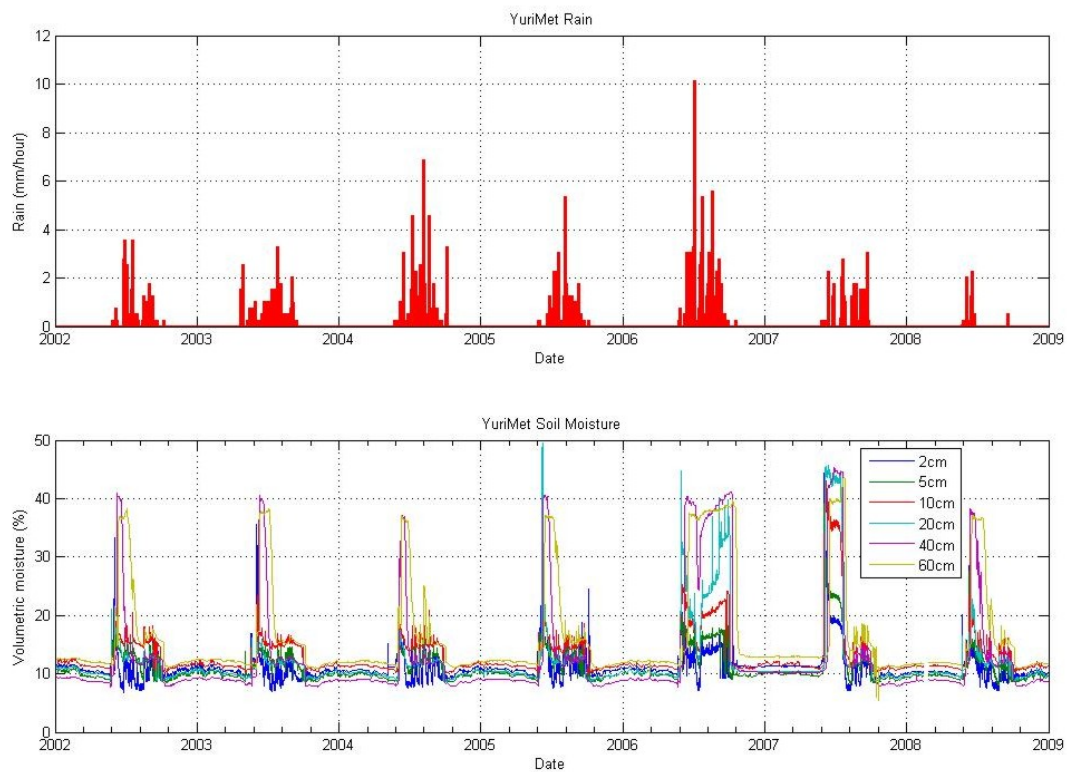 YuriMet Rain
12
10
8
6
4
2
0
Rain (mm/hour)
2002 2003 2004 2005 2006 2007 2008 2009
Date
YuriMet Soil Moisture
50
40
30
20
10
0
Volumetric moisture (%)
2cm
5cm
10cm
20cm
40cm
60cm
2002 2003 2004 2005 2006 2007 2008 2009
Date